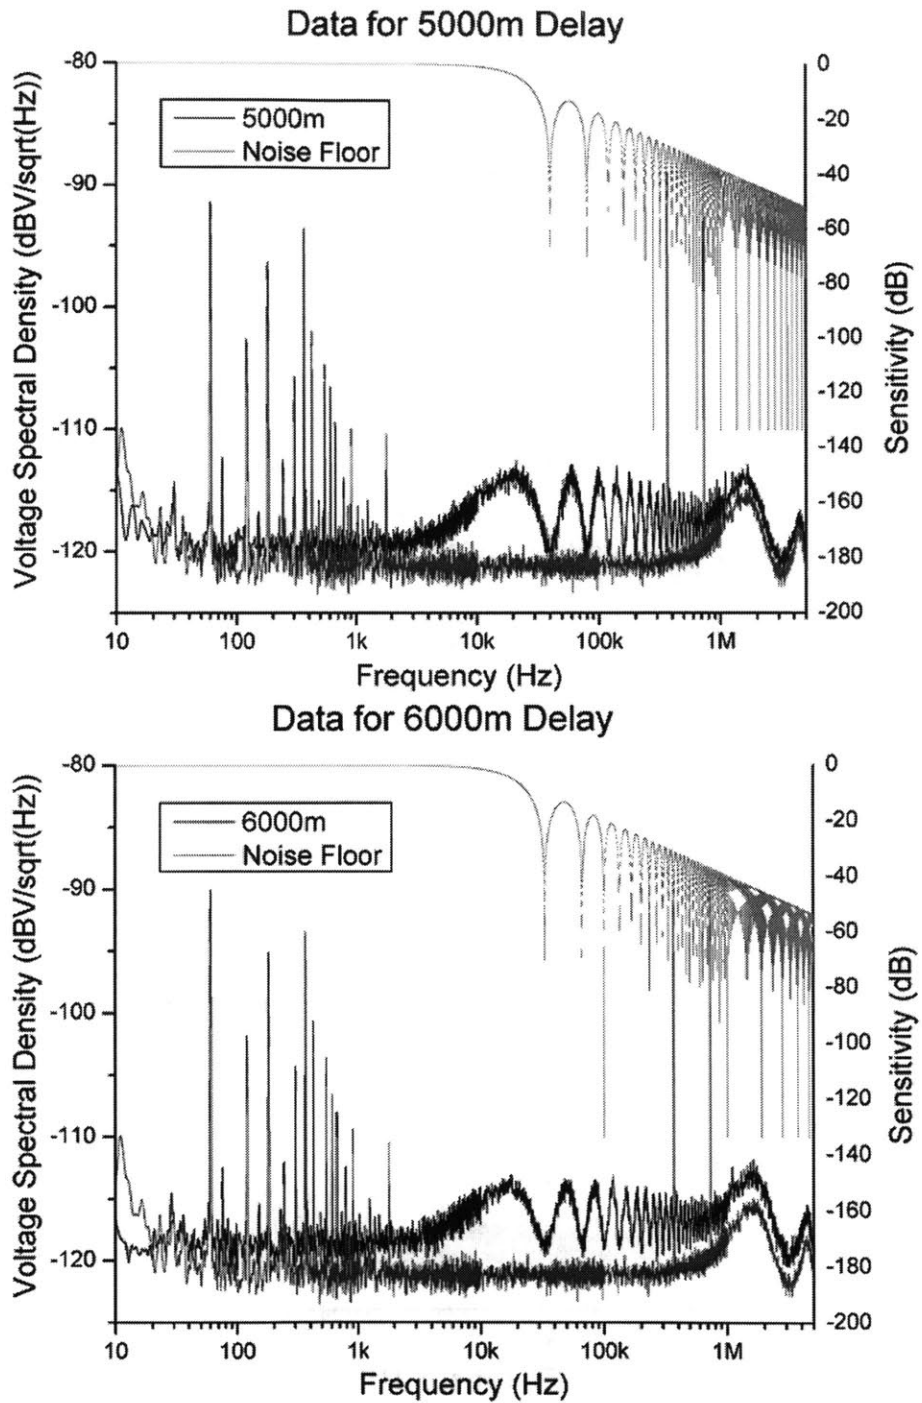 Data for 5000m Delay
Voltage Spectral Density (dBV/sqrt(Hz))
-80
-90
-100
-110
-120
5000m
Noise Floor
0
-20
-40
-60
-80
-100
-120
-140
-160
-180
-200
Sensitivity (dB)
10
100
1k
10k
100k
1M
Frequency (Hz)
Data for 6000m Delay
Voltage Spectral Density (dBV/sqrt(Hz))
-80
-90
-100
-110
-120
6000m
Noise Floor
0
-20
-40
-60
-80
-100
-120
-140
-160
-180
-200
Sensitivity (dB)
10
100
1k
10k
100k
1M
Frequency (Hz)